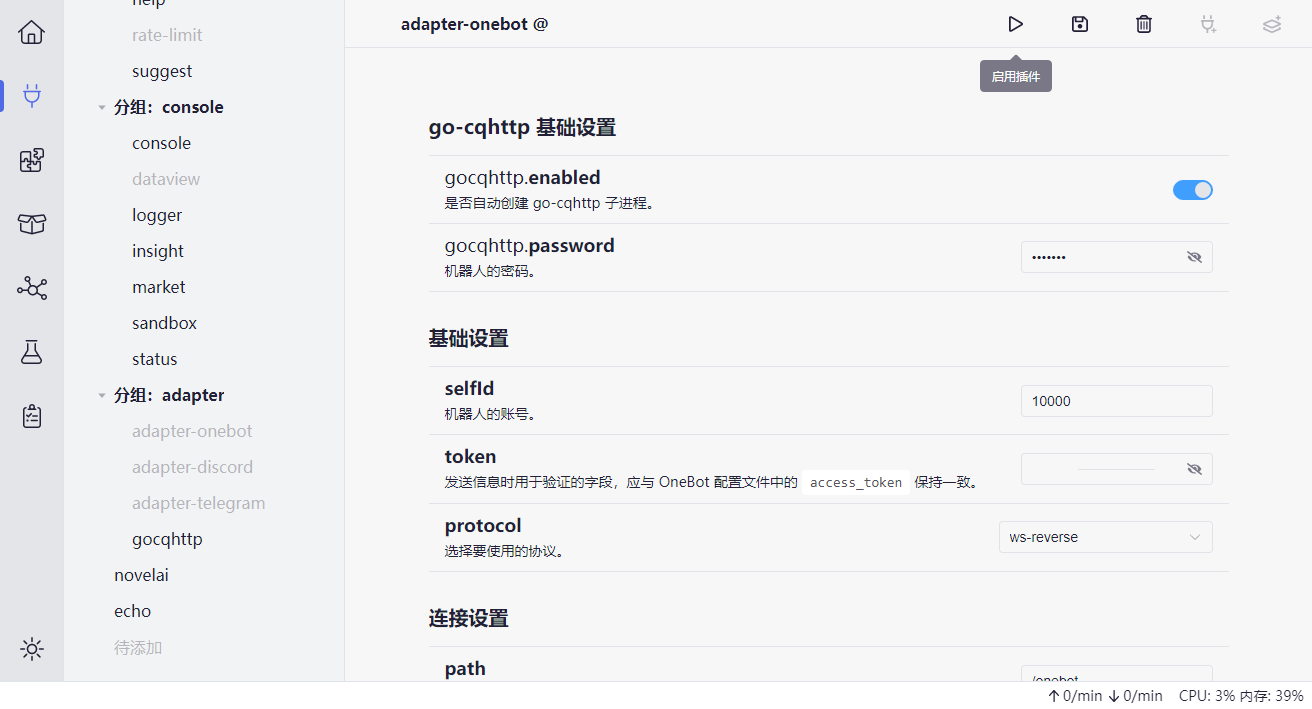 help
rate-limit
suggest
分组：console
console
dataview
logger
insight
market
sandbox
status
分组：adapter
adapter-onebot
adapter-discord
adapter-telegram
gocqhttp
novelai
echo
待添加
adapter-onebot @
启用插件
go-cqhttp 基础设置
gocqhttp.enabled
是否自动创建 go-cqhttp 子进程。
gocqhttp.password
机器人的密码。
•••••••
基础设置
selfId
机器人的账号。
10000
token
发送信息时用于验证的字段，应与 OneBot 配置文件中的 access_token 保持一致。
protocol
选择要使用的协议。
ws-reverse
连接设置
path
/onebot
↑ 0/min ↓ 0/min CPU: 3% 内存: 39%